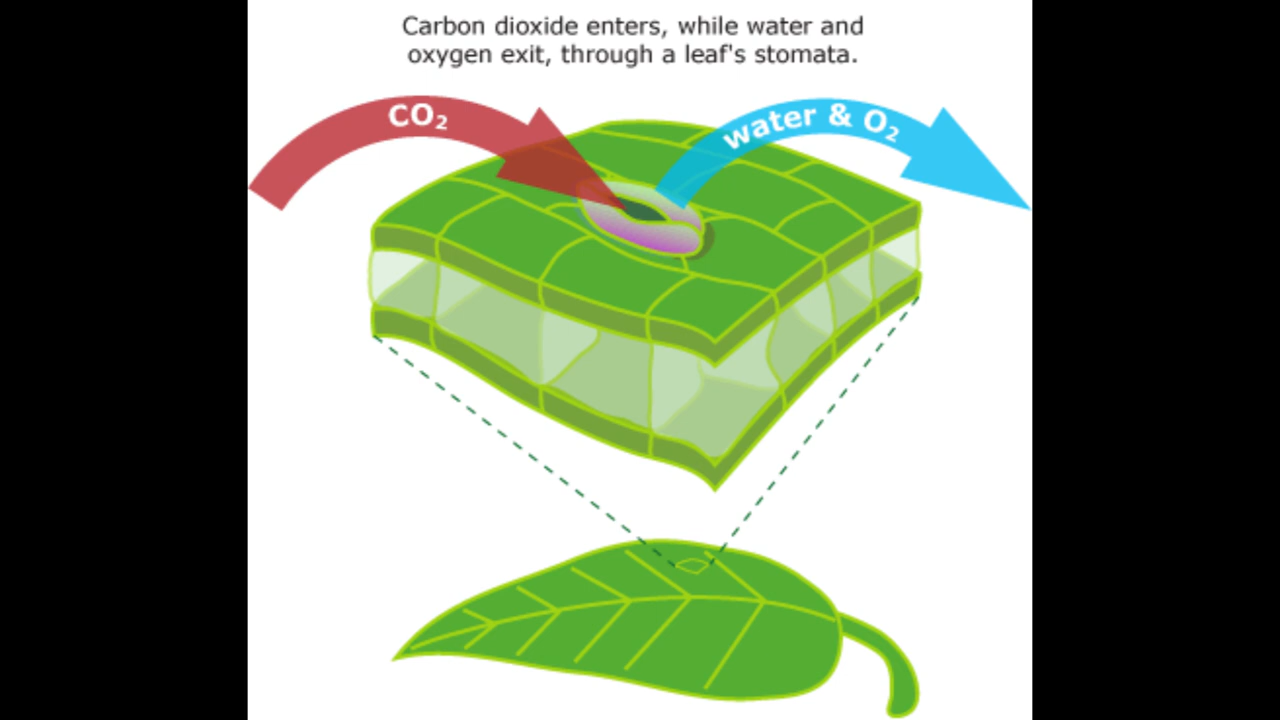 Carbon dioxide enters, while water and
oxygen exit, through a leaf's stomata.
CO₂
water & O₂